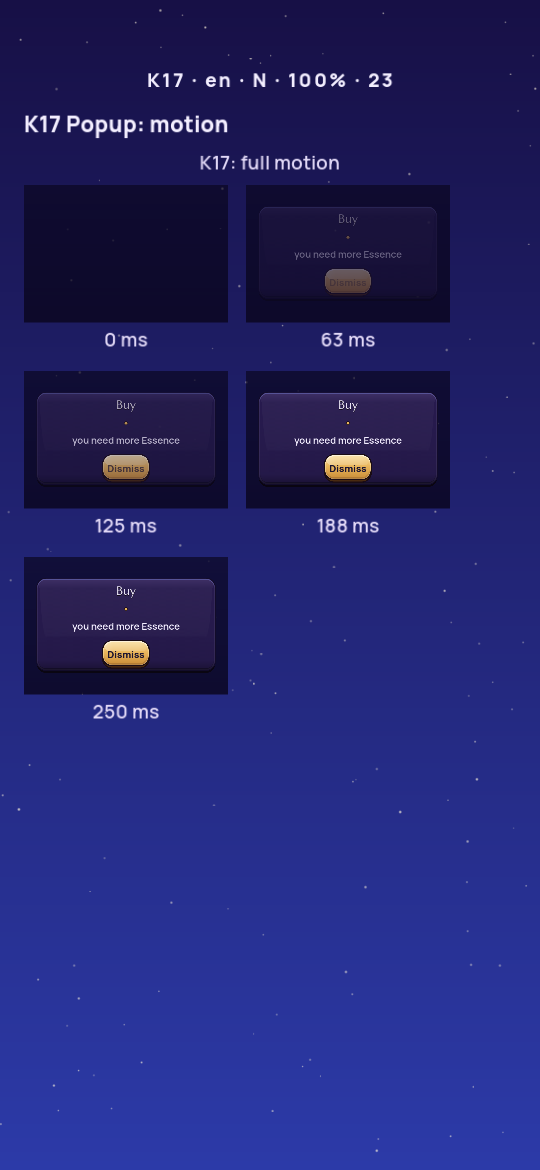 K17 · en · N · 100% · 23
K17 Popup: motion
K17: full motion
Buy
you need more Essence
Dismiss
0 ms
63 ms
Buy
you need more Essence
Dismiss
Buy
you need more Essence
Dismiss
125 ms
188 ms
Buy
you need more Essence
Dismiss
250 ms